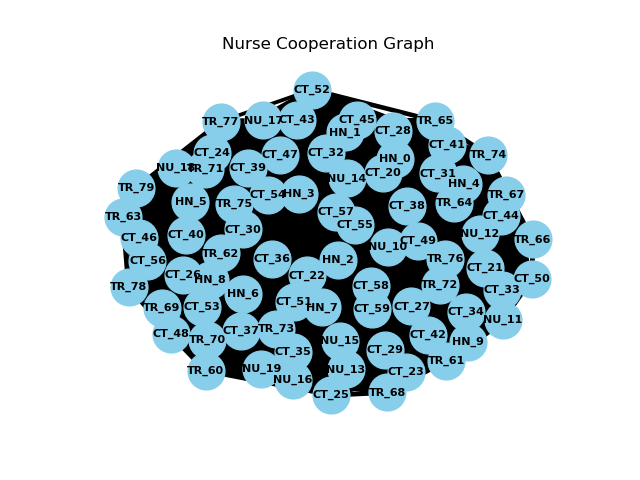 Nurse Cooperation Graph
CT_52
TR_77
NU_17
CT_43
CT_45
TR_65
HN_1
CT_28
CT_41
CT_24
CT_47
CT_32
HN_0
TR_74
NU_18
TR_71
CT_39
CT_20
CT_31
NU_14
HN_4
TR_79
CT_54
HN_3
TR_67
HN_5
TR_75
CT_38
TR_64
TR_63
CT_57
CT_44
CT_55
CT_46
CT_40
CT_30
NU_12
NU_10
CT_49
TR_66
TR_62
CT_56
CT_36
HN_2
TR_76
CT_21
CT_26
HN_8
CT_22
CT_50
TR_78
CT_58
TR_72
CT_33
HN_6
CT_51
TR_69
CT_53
HN_7
CT_59
CT_27
CT_34
NU_11
CT_48
TR_70
CT_37
TR_73
CT_42
NU_15
HN_9
CT_35
CT_29
TR_61
TR_60
NU_19
NU_16
NU_13
CT_23
CT_25
TR_68